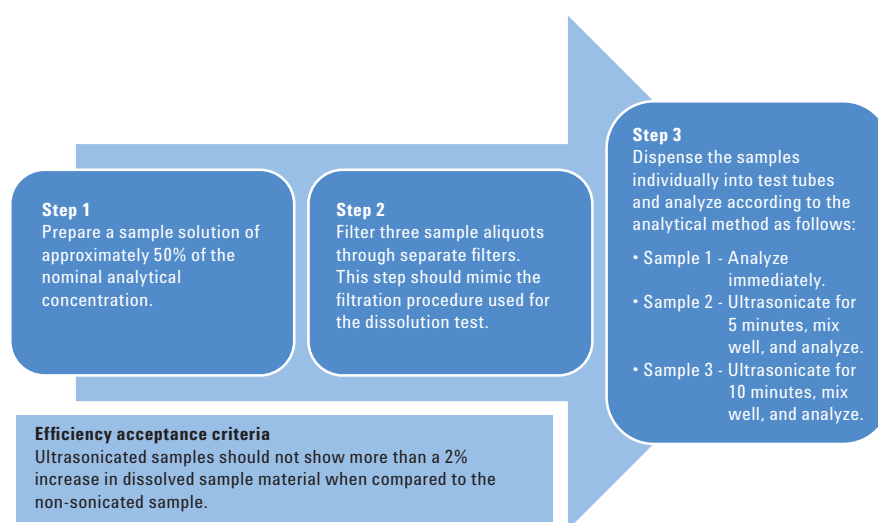 Step 1
Prepare a sample solution of
approximately 50% of the
nominal analytical
concentration.
Step 2
Filter three sample aliquots
through separate filters.
This step should mimic the
filtration procedure used for
the dissolution test.
Step 3
Dispense the samples
individually into test tubes
and analyze according to the
analytical method as follows:
• Sample 1 - Analyze
immediately.
• Sample 2 - Ultrasonicate for
5 minutes, mix
well, and analyze.
• Sample 3 - Ultrasonicate for
10 minutes, mix
well, and analyze.
Efficiency acceptance criteria
Ultrasonicated samples should not show more than a 2%
increase in dissolved sample material when compared to the
non-sonicated sample.